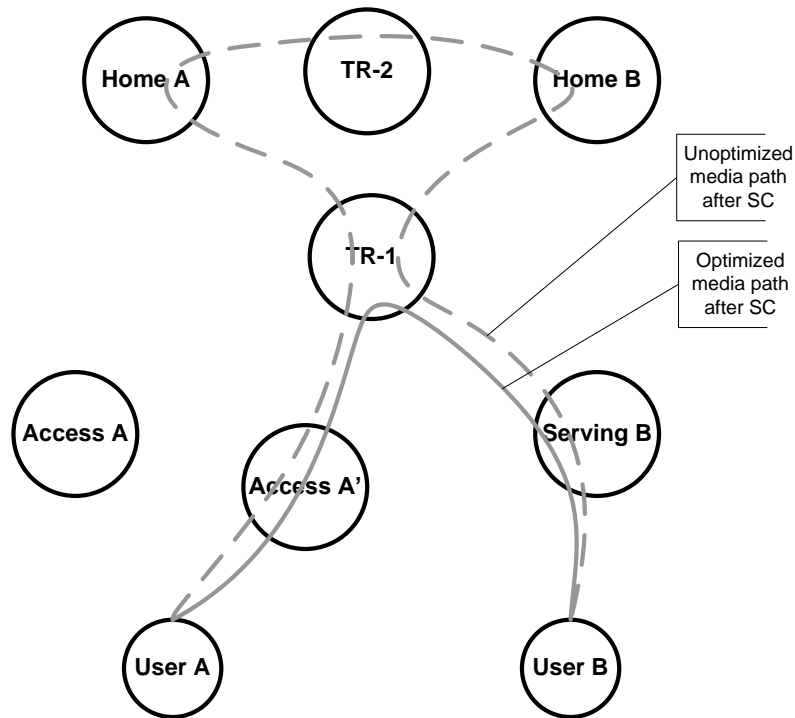 Home A
TR-2
Home B
Unoptimized
media path
after SC
TR-1
Optimized
media path
after SC
Access A
Access A’
Serving B
User A
User B